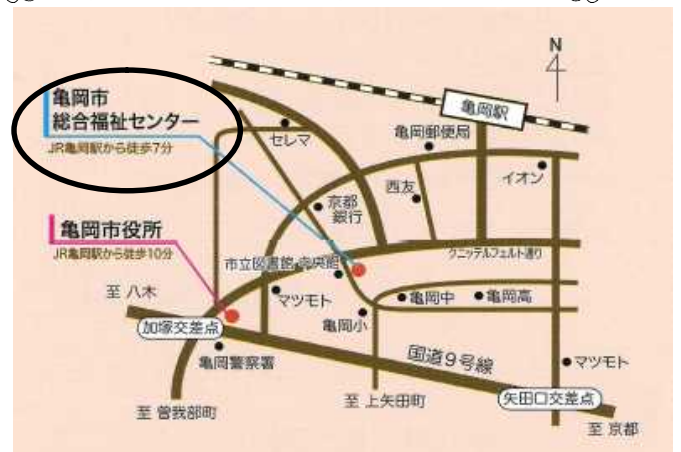 N
亀岡駅
亀岡市
総合福祉センター
JR亀岡駅から徒歩7分
セレマ
亀岡郵便局
イオン
西友
京都
銀行
亀岡市役所
JR亀岡駅から徒歩10分
クニッテルフェルト通り
市立図書館 中央館
至 八木
マツモト
亀岡中
亀岡高
亀岡小
加塚交差点
亀岡警察署
国道9号線
マツモト
矢田口交差点
至 曽我部町
至 上矢田町
至 京都